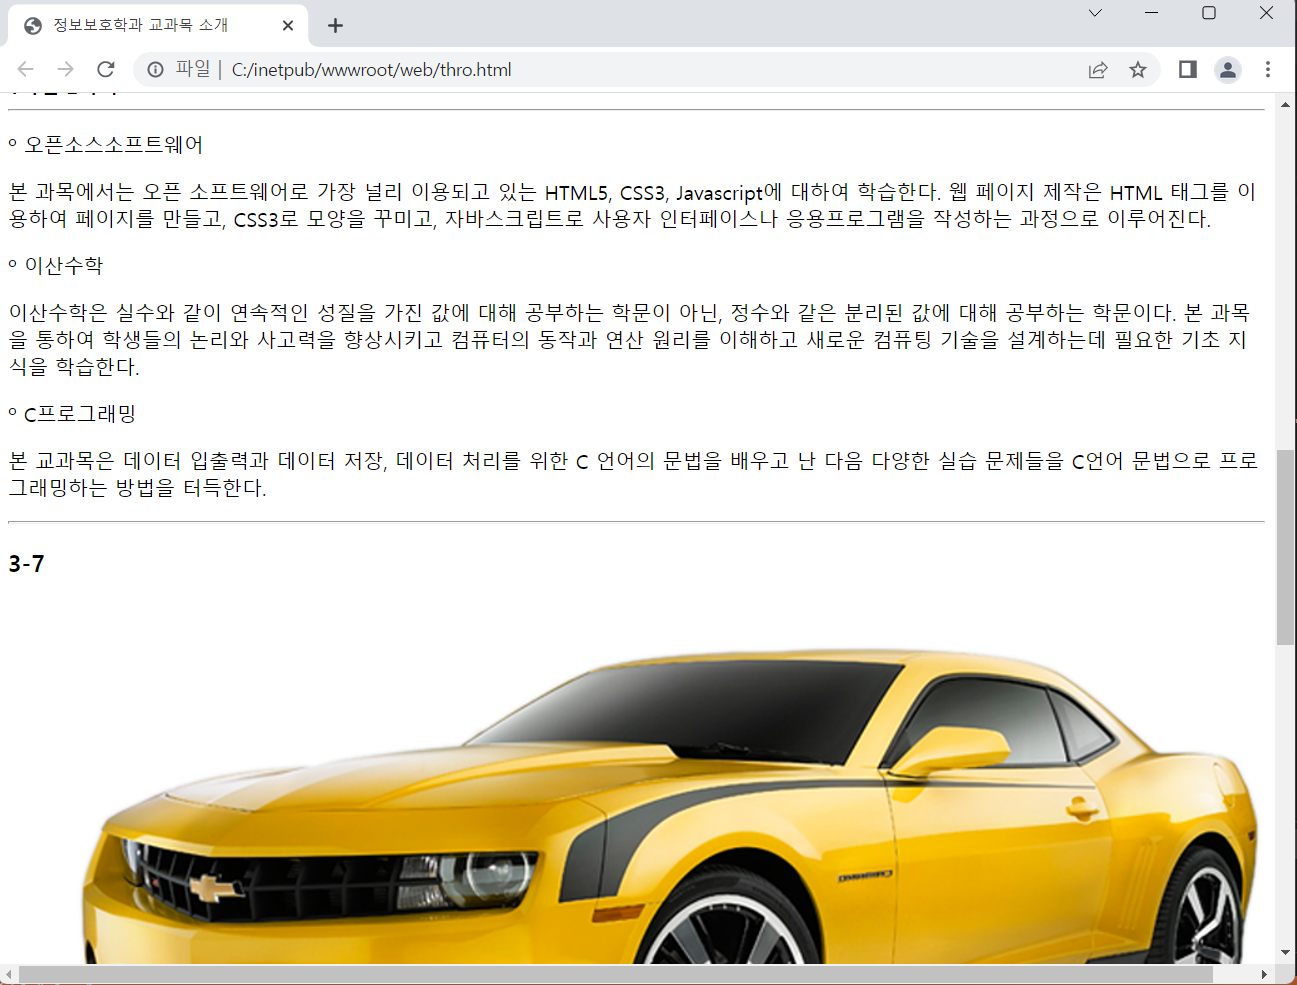 정보보호학과 교과목 소개
파일 | C:/inetpub/wwwroot/web/thro.html
º 오픈소스소프트웨어
본 과목에서는 오픈 소프트웨어로 가장 널리 이용되고 있는 HTML5, CSS3, Javascript에 대하여 학습한다. 웹 페이지 제작은 HTML 태그를 이
용하여 페이지를 만들고, CSS3로 모양을 꾸미고, 자바스크립트로 사용자 인터페이스나 응용프로그램을 작성하는 과정으로 이루어진다.
º 이산수학
이산수학은 실수와 같이 연속적인 성질을 가진 값에 대해 공부하는 학문이 아닌, 정수와 같은 분리된 값에 대해 공부하는 학문이다. 본 과목
을 통하여 학생들의 논리와 사고력을 향상시키고 컴퓨터의 동작과 연산 원리를 이해하고 새로운 컴퓨팅 기술을 설계하는데 필요한 기초 지
식을 학습한다.
º C프로그래밍
본 교과목은 데이터 입출력과 데이터 저장, 데이터 처리를 위한 C 언어의 문법을 배우고 난 다음 다양한 실습 문제들을 C언어 문법으로 프로
그래밍하는 방법을 터득한다.
3-7